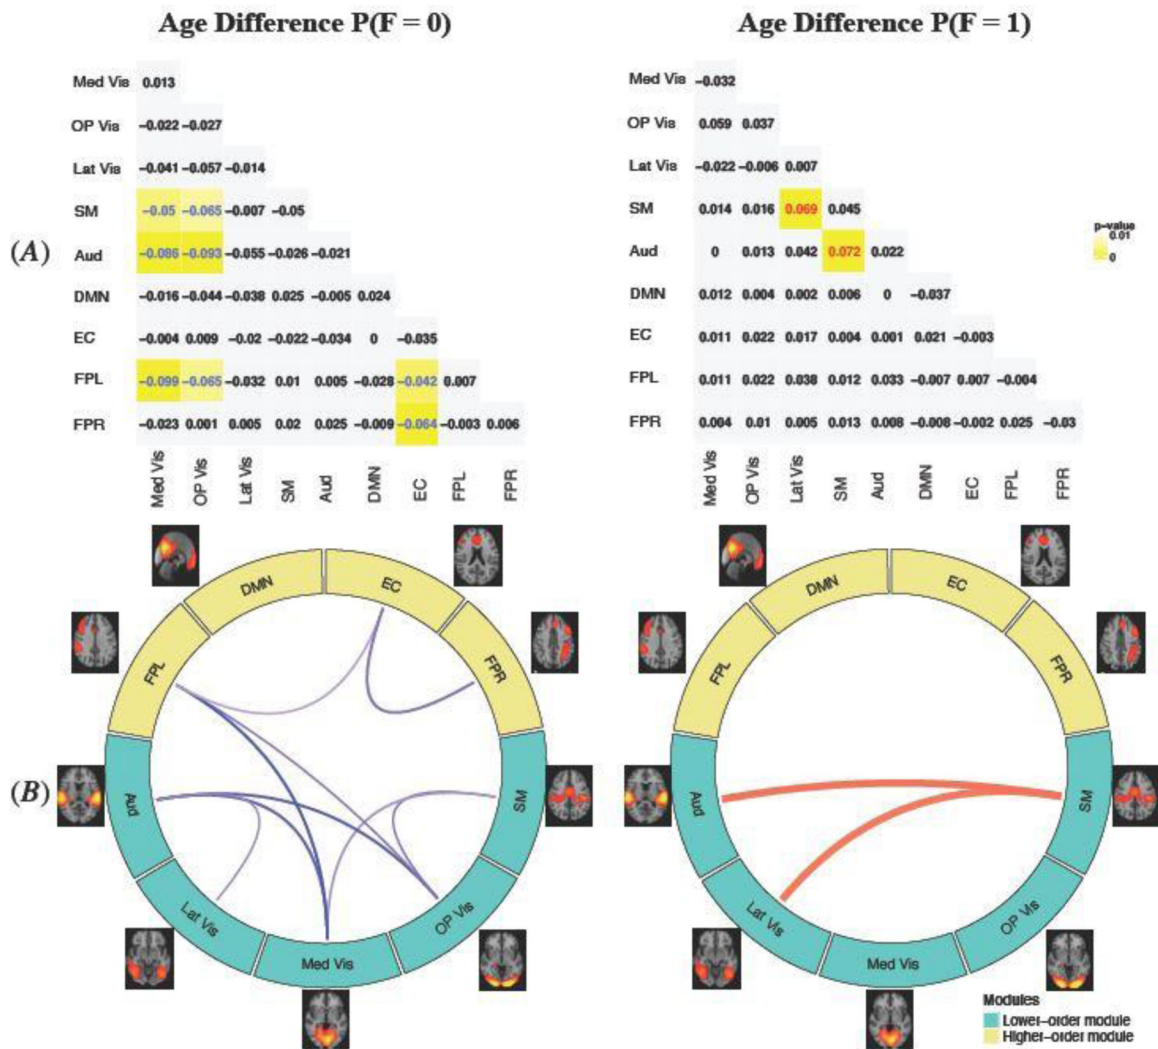 Age Difference P(F = 0)
Age Difference P(F = 1)
(A)
Med Vis 0.013
OP Vis −0.022 −0.027
Lat Vis −0.041 −0.057 −0.014
SM −0.05 −0.065 −0.007 −0.05
Aud −0.086 −0.093 −0.055 −0.026 −0.021
DMN −0.016 −0.044 −0.038 0.025 −0.005 0.024
EC −0.004 0.009 −0.02 −0.022 −0.034 0 −0.035
FPL −0.099 −0.065 −0.032 0.01 0.005 −0.028 −0.042 0.007
FPR −0.023 0.001 0.005 0.02 0.025 −0.009 −0.064 −0.003 0.006
Med Vis OP Vis Lat Vis SM Aud DMN EC FPL FPR
Med Vis −0.032
OP Vis 0.059 0.037
Lat Vis −0.022 −0.006 0.007
SM 0.014 0.016 0.069 0.045
Aud 0 0.013 0.042 0.072 0.022
DMN 0.012 0.004 0.002 0.006 0 −0.037
EC 0.011 0.022 0.017 0.004 0.001 0.021 −0.003
FPL 0.011 0.022 0.038 0.012 0.033 −0.007 0.007 −0.004
FPR 0.004 0.01 0.005 0.013 0.008 −0.008 −0.002 0.025 −0.03
Med Vis OP Vis Lat Vis SM Aud DMN EC FPL FPR
p−value
0.01
0
(B)
DMN
EC
FPL
FPR
Aud
SM
Lat Vis
OP Vis
Med Vis
DMN
EC
FPL
FPR
Aud
SM
Lat Vis
OP Vis
Med Vis
Modules
Lower−order module
Higher−order module